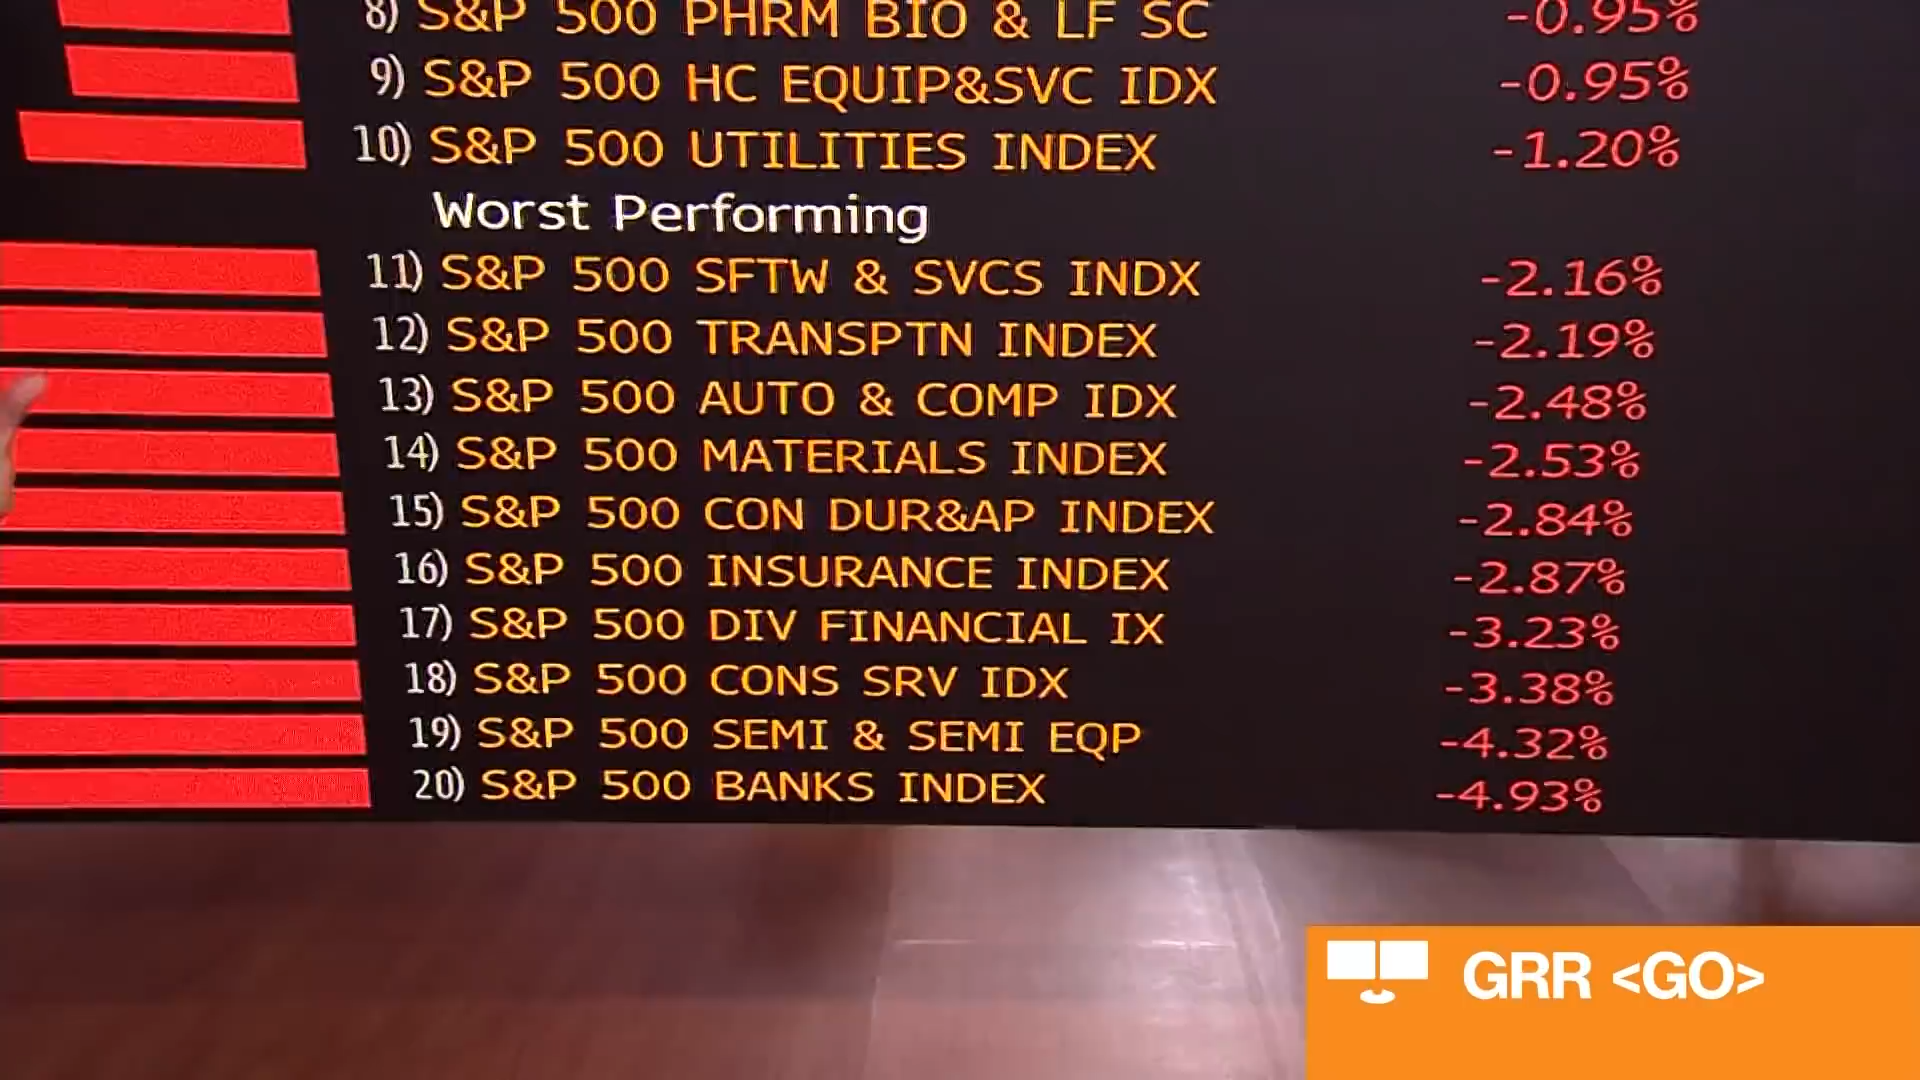 8) S&P 500 PHRM BIO & LF SC -0.95%
9) S&P 500 HC EQUIP&SVC IDX -0.95%
10) S&P 500 UTILITIES INDEX -1.20%
Worst Performing
11) S&P 500 SFTW & SVCS INDX -2.16%
12) S&P 500 TRANSPTN INDEX -2.19%
13) S&P 500 AUTO & COMP IDX -2.48%
14) S&P 500 MATERIALS INDEX -2.53%
15) S&P 500 CON DUR&AP INDEX -2.84%
16) S&P 500 INSURANCE INDEX -2.87%
17) S&P 500 DIV FINANCIAL IX -3.23%
18) S&P 500 CONS SRV IDX -3.38%
19) S&P 500 SEMI & SEMI EQP -4.32%
20) S&P 500 BANKS INDEX -4.93%
GRR <GO>